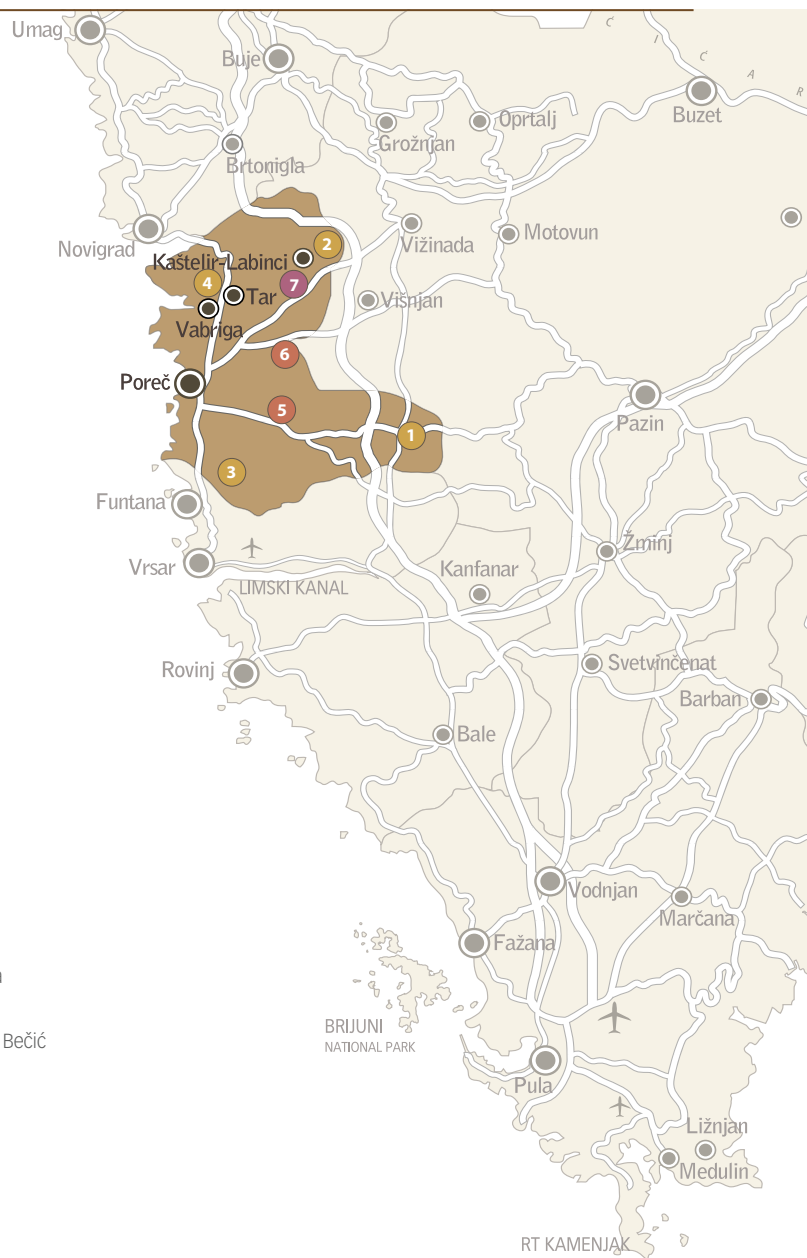 Umag
Buje
C I C A R
Buzet
Oprtalj
Grožnjan
Brtonigla
Novigrad
Vižinada
Motovun
Kaštelir-Labinci
2
4
7
Tar
Višnjan
Vabriga
6
Poreč
5
Pazin
1
3
Funtana
Vrsar
Žminj
Kanfanar
LIMSKI KANAL
Rovinj
Svetvinčenat
Barban
Bale
Vodnjan
Marčana
Fažana
a
BRIJUNI
NATIONAL PARK
Bečić
Pula
Ližnjan
Medulin
RT KAMENJAK